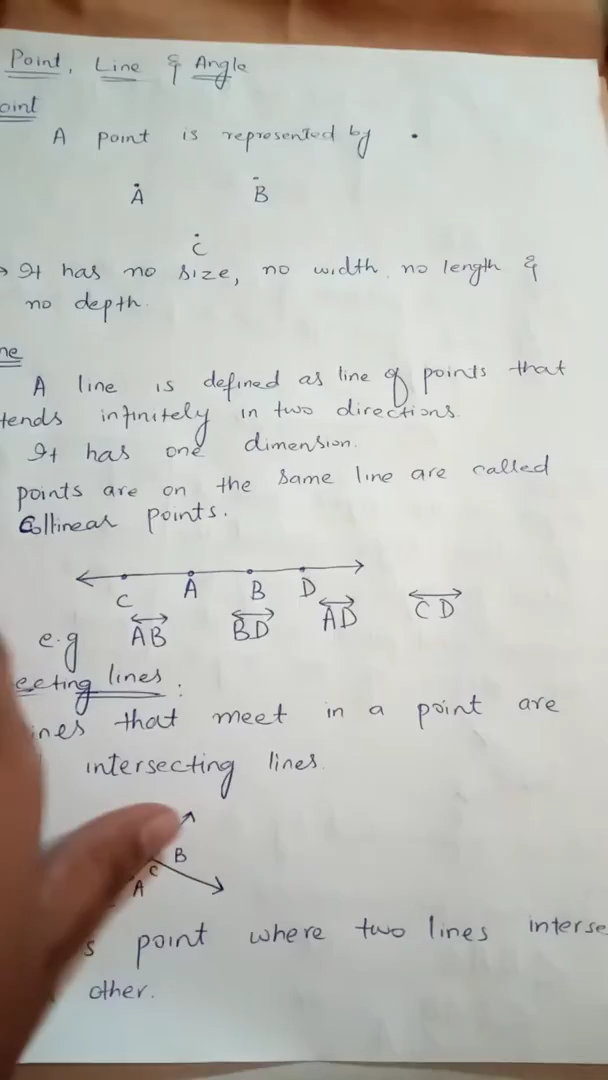 Point, Line & Angle
oint
A point is represented by .
A B
C
→ It has no size, no width, no length &
no depth.
ne
A line is defined as line of points that
tends infinitely in two directions.
It has one dimension.
points are on the same line are called
Collinear points.
C A B D
e.g AB BD AD CD
ecting lines :
ines that meet in a point are
intersecting lines.
B
C
A
s point where two lines interse
other.